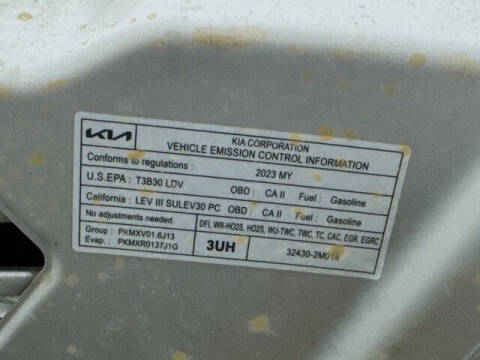 KIA
KIA CORPORATION
VEHICLE EMISSION CONTROL INFORMATION
Conforms to regulations : 2023 MY
U.S.EPA : T3B30 LDV OBD : CA II Fuel : Gasoline
California : LEV III SULEV30 PC OBD : CA II Fuel : Gasoline
No adjustments needed. DFI, WR-HO2S, HO2S, WU-TWC, TWC, TC, CAC, EGR, EGRC
Group : PKMXV01.6J13
Evap. : PKMXR0137J1G 3UH 32430-2M018